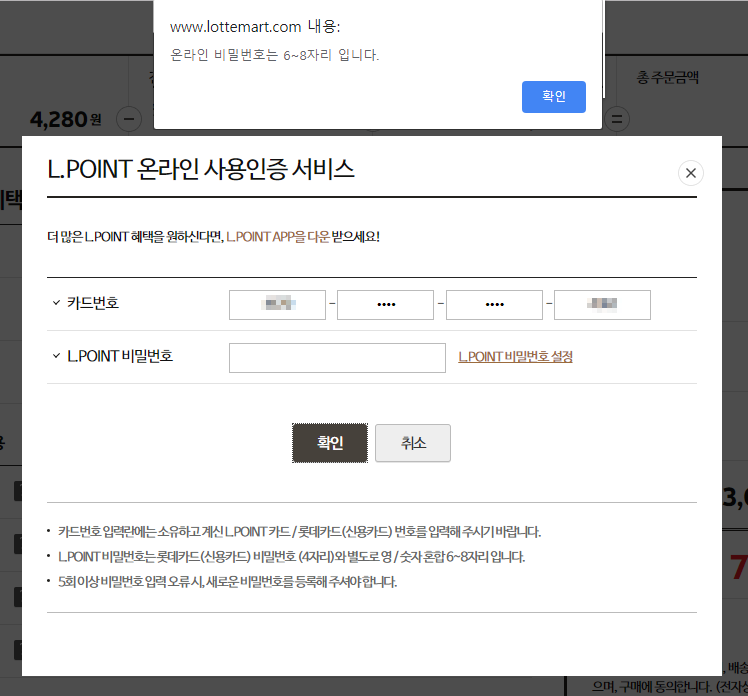 www.lottemart.com 내용:
온라인 비밀번호는 6~8자리 입니다.
확인
총 주문금액
4,280원
L.POINT 온라인 사용인증 서비스
더 많은 L.POINT 혜택을 원하신다면, L.POINT APP을 다운 받으세요!
카드번호 - •••• - •••• -
L.POINT 비밀번호 L.POINT 비밀번호 설정
확인 취소
• 카드번호 입력란에는 소유하고 계신 L.POINT 카드 / 롯데카드(신용카드) 번호를 입력해 주시기 바랍니다.
• L.POINT 비밀번호는 롯데카드(신용카드) 비밀번호 (4자리)와 별도로 영 / 숫자 혼합 6~8자리 입니다.
• 5회 이상 비밀번호 입력 오류 시, 새로운 비밀번호를 등록해 주셔야 합니다.
7
, 배송
으며, 구매에 동의합니다. (전자상